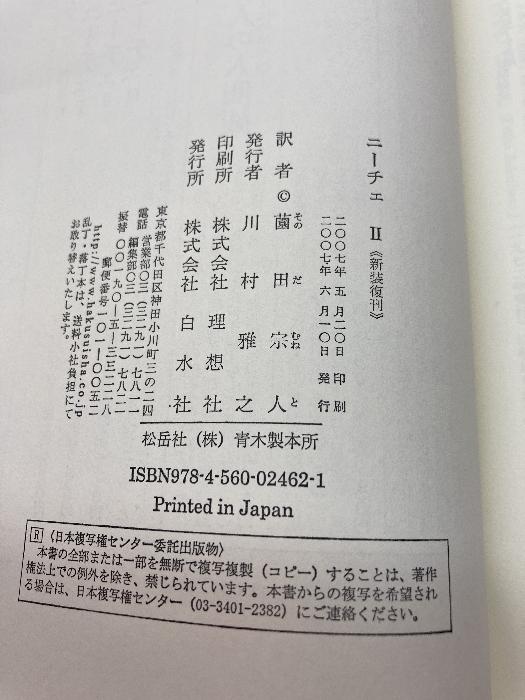 ニーチェ Ⅱ《新装復刊》
二〇〇七年 五 月二〇日 印 刷
二〇〇七年 六 月一〇日 発 行
訳 者 © 薗田宗人
その だ むね と
発行者 川村雅之
印刷所 株式会社 理想社
発行所 株式会社 白水社
東京都千代田区神田小川町三の二四
電話 営業部〇三(三二九一)七八一一
編集部〇三(三二九一)七八二一
振替 〇〇一九〇-五-三三二二八
郵便番号一〇一-〇〇五二
http://www.hakusuisha.co.jp
乱丁・落丁本は、送料小社負担にて
お取り替えいたします。
松岳社(株)青木製本所
ISBN978-4-560-02462-1
Printed in Japan
R〈日本複写権センター委託出版物〉
本書の全部または一部を無断で複写複製(コピー)することは、著作
権法上での例外を除き、禁じられています。本書からの複写を希望され
る場合は、日本複写権センター(03-3401-2382)にご連絡ください。